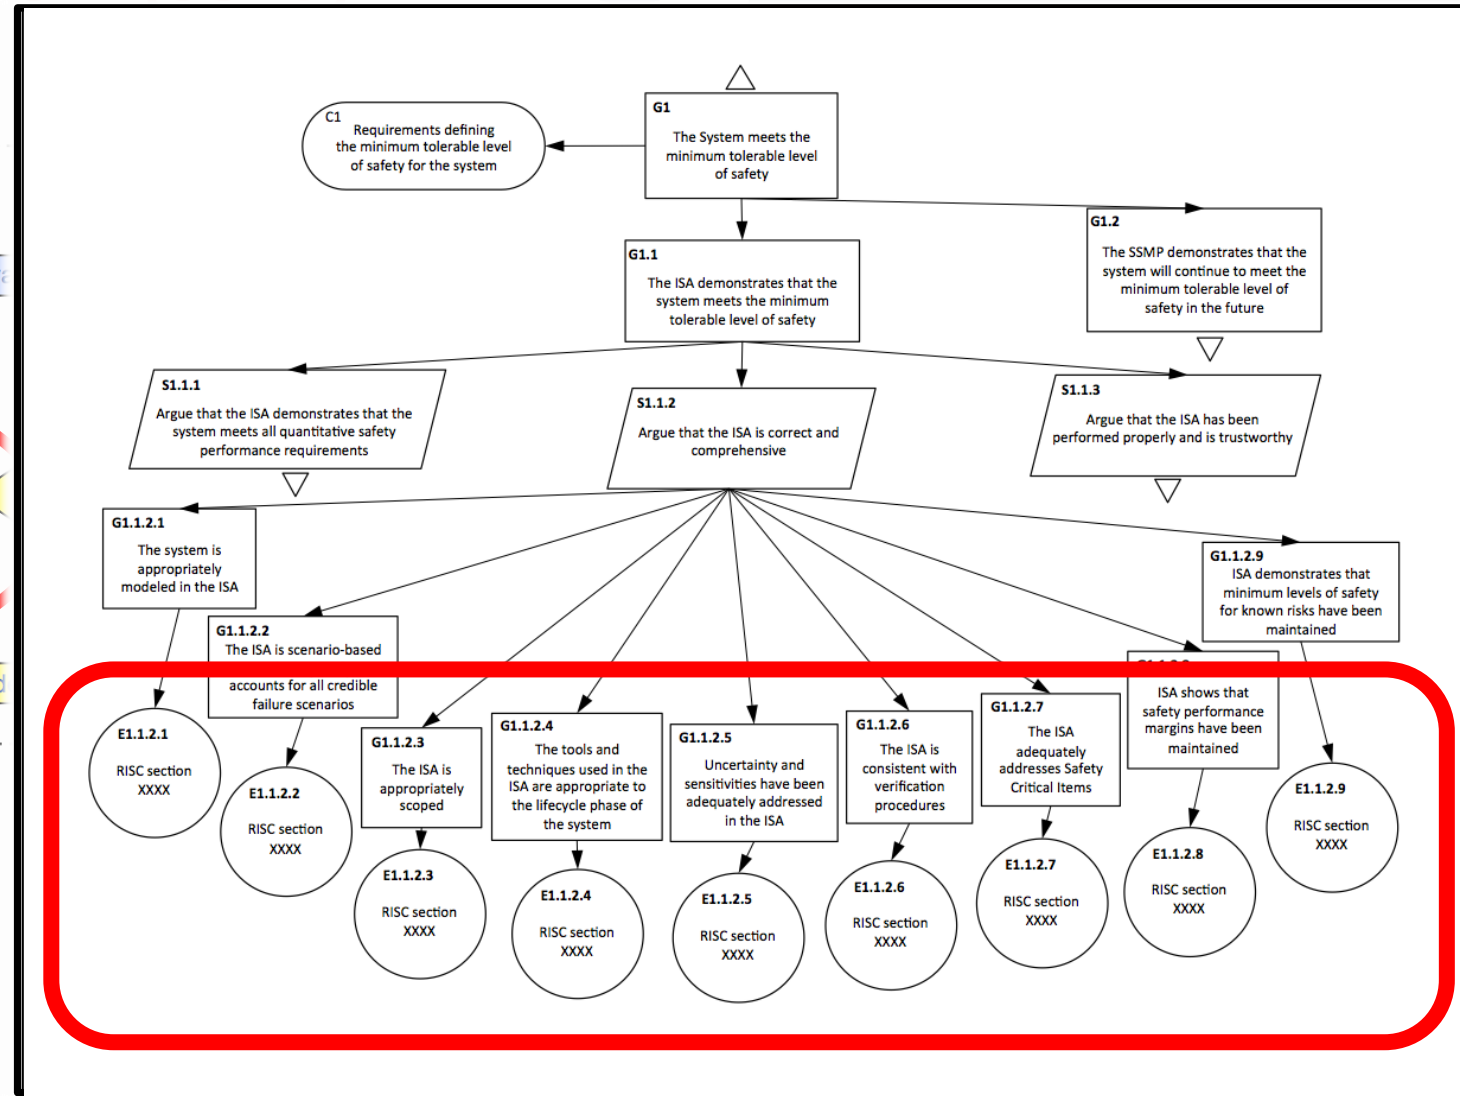 C1
Requirements defining
the minimum tolerable level
of safety for the system
G1
The System meets the
minimum tolerable level
of safety
G1.2
The SSMP demonstrates that the
system will continue to meet the
minimum tolerable level of
safety in the future
G1.1
The ISA demonstrates that the
system meets the minimum
tolerable level of safety
S1.1.1
Argue that the ISA demonstrates that the
system meets all quantitative safety
performance requirements
S1.1.2
Argue that the ISA is correct and
comprehensive
S1.1.3
Argue that the ISA has been
performed properly and is trustworthy
G1.1.2.1
The system is
appropriately
modeled in the ISA
G1.1.2.2
The ISA is scenario-based
accounts for all credible
failure scenarios
G1.1.2.3
The ISA is
appropriately
scoped
G1.1.2.4
The tools and
techniques used in the
ISA are appropriate to
the lifecycle phase of
the system
G1.1.2.5
Uncertainty and
sensitivities have been
adequately addressed
in the ISA
G1.1.2.6
The ISA is
consistent with
verification
procedures
G1.1.2.7
The ISA
adequately
addresses Safety
Critical Items
ISA shows that
safety performance
margins have been
maintained
G1.1.2.9
ISA demonstrates that
minimum levels of safety
for known risks have been
maintained
E1.1.2.1
RISC section
XXXX
E1.1.2.2
RISC section
XXXX
E1.1.2.3
RISC section
XXXX
E1.1.2.4
RISC section
XXXX
E1.1.2.5
RISC section
XXXX
E1.1.2.6
RISC section
XXXX
E1.1.2.7
RISC section
XXXX
E1.1.2.8
RISC section
XXXX
E1.1.2.9
RISC section
XXXX